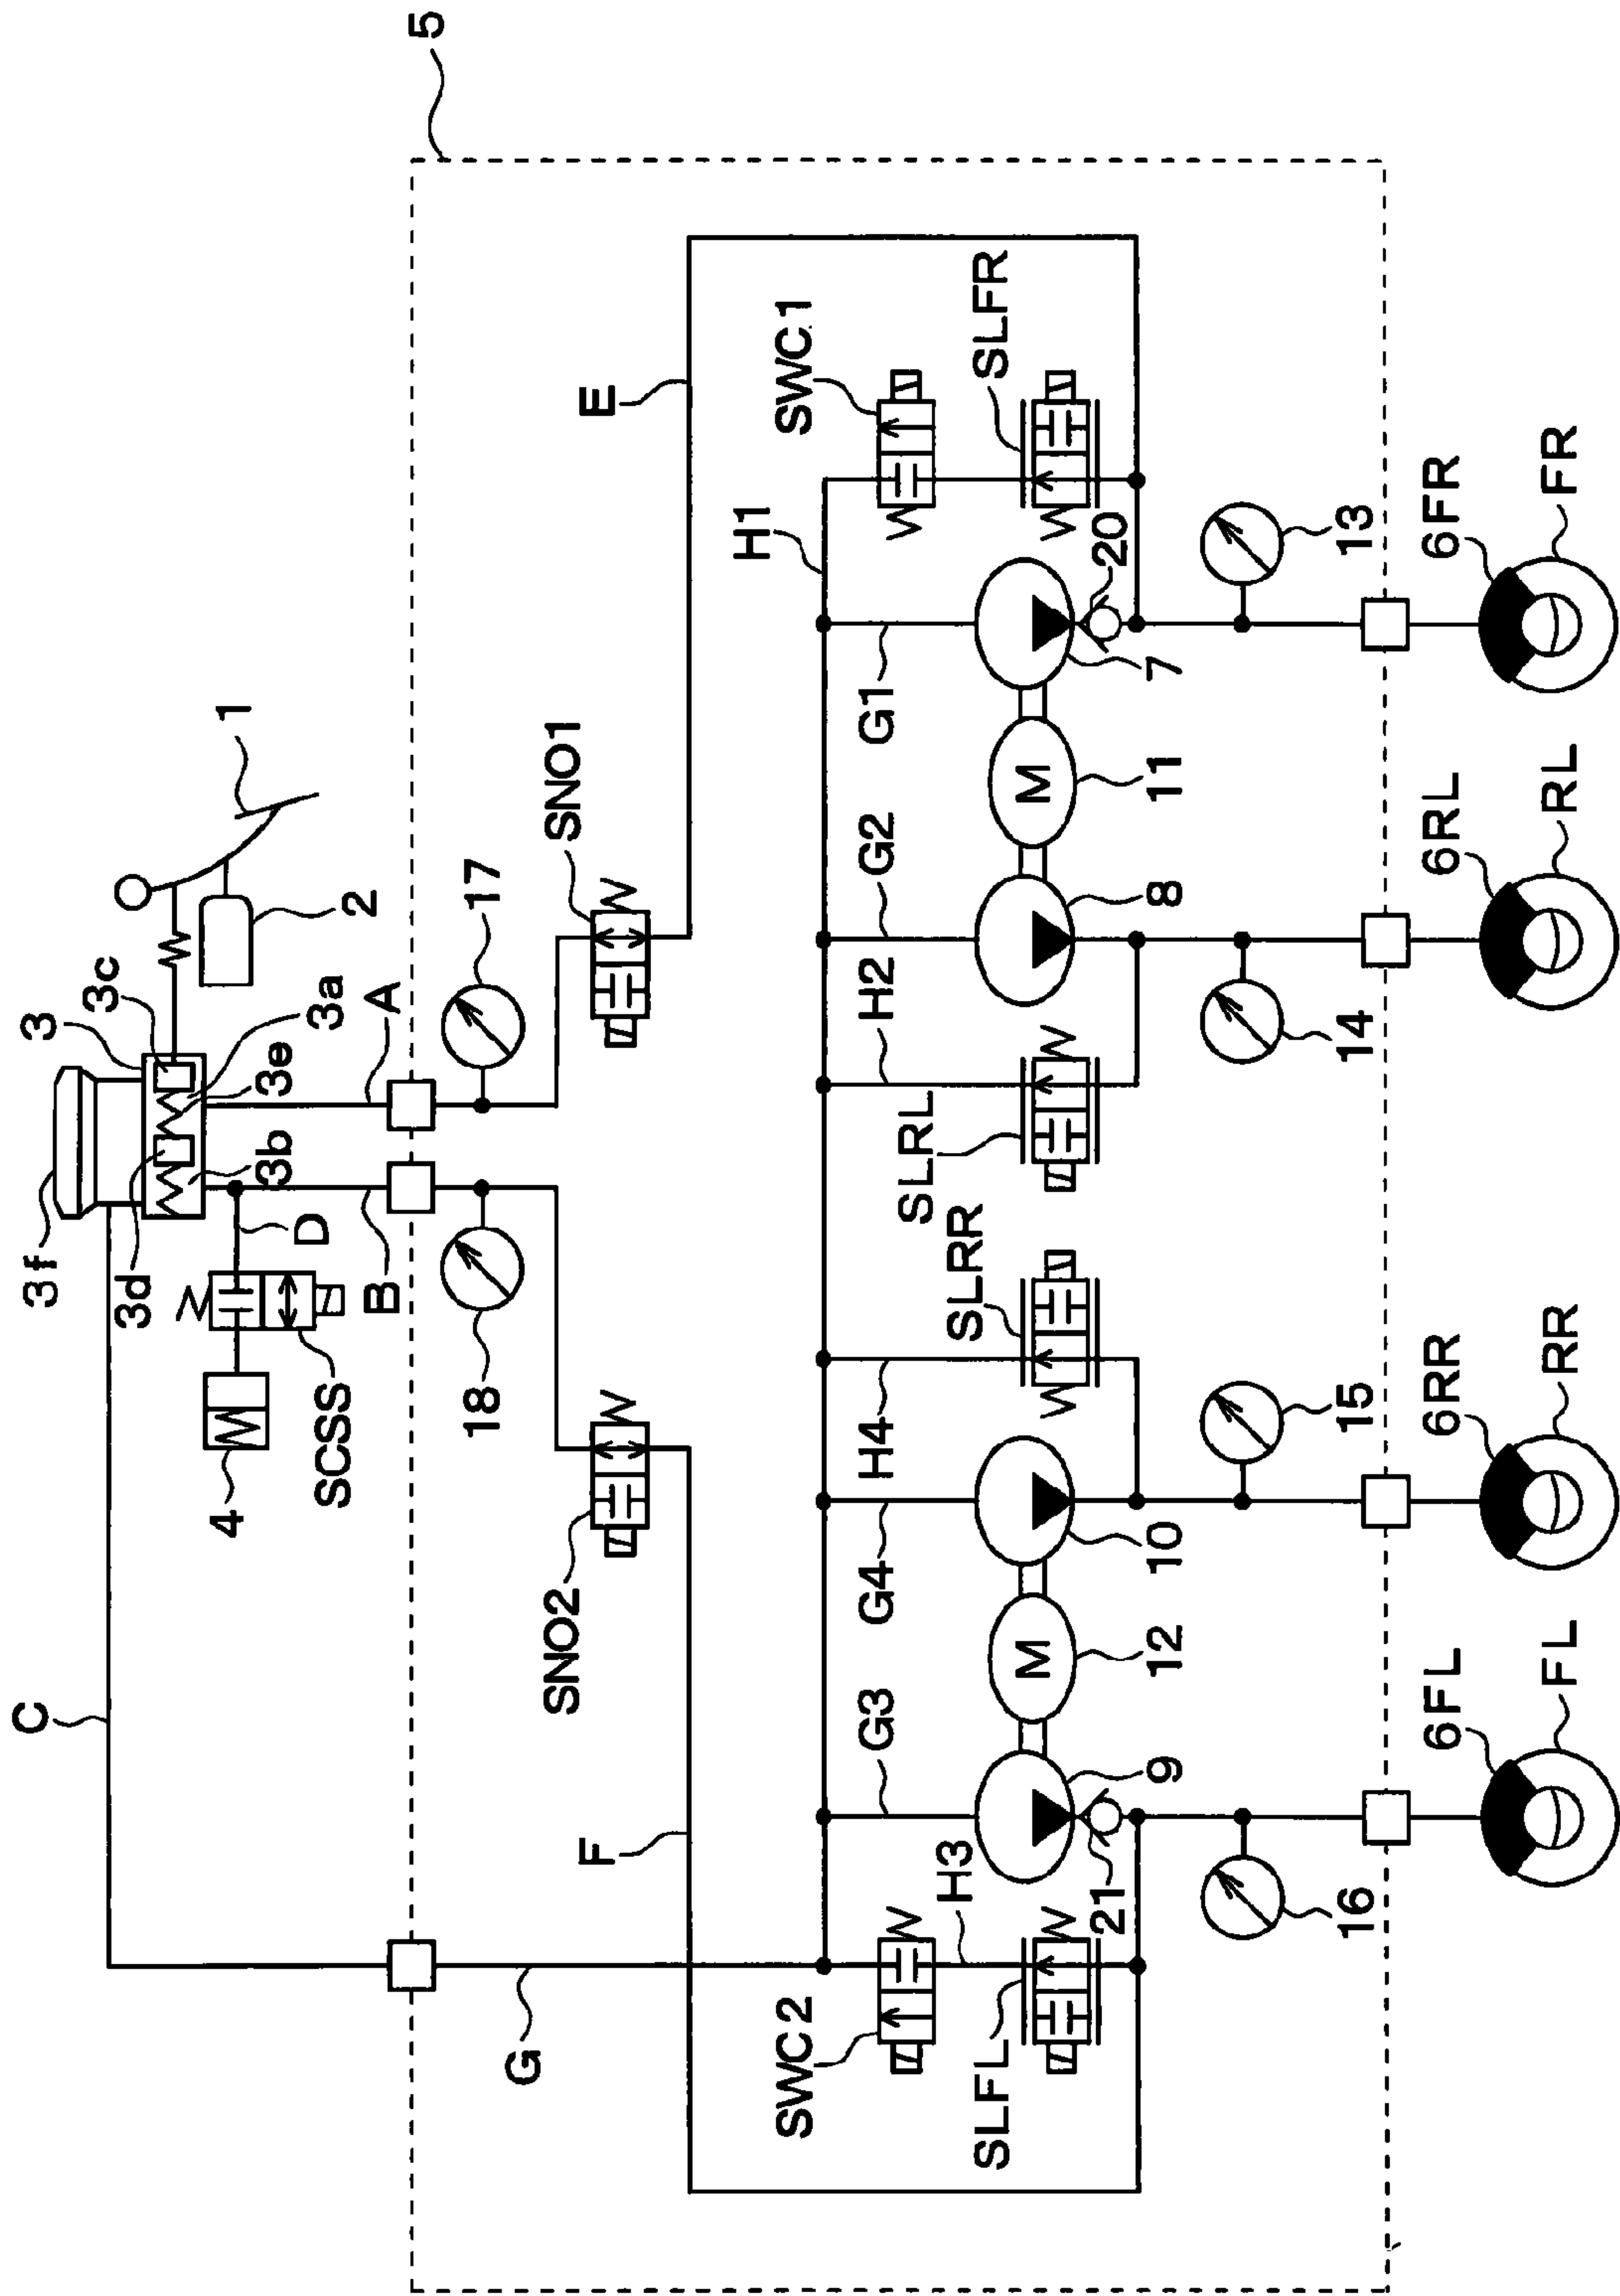 5
3f
3
3c
3a
3e
3b
3d
1
2
A
B
C
D
4
SCSS
17
18
SNO1
SNO2
E
F
G
H1
SWC1
SLFR
G1
G2
H2
SLRL
SLRR
H4
G4
G3
H3
SWC2
SLFL
M
M
7
8
9
10
11
12
20
21
13
14
15
16
6FR
FR
6RL
RL
6RR
RR
6FL
FL